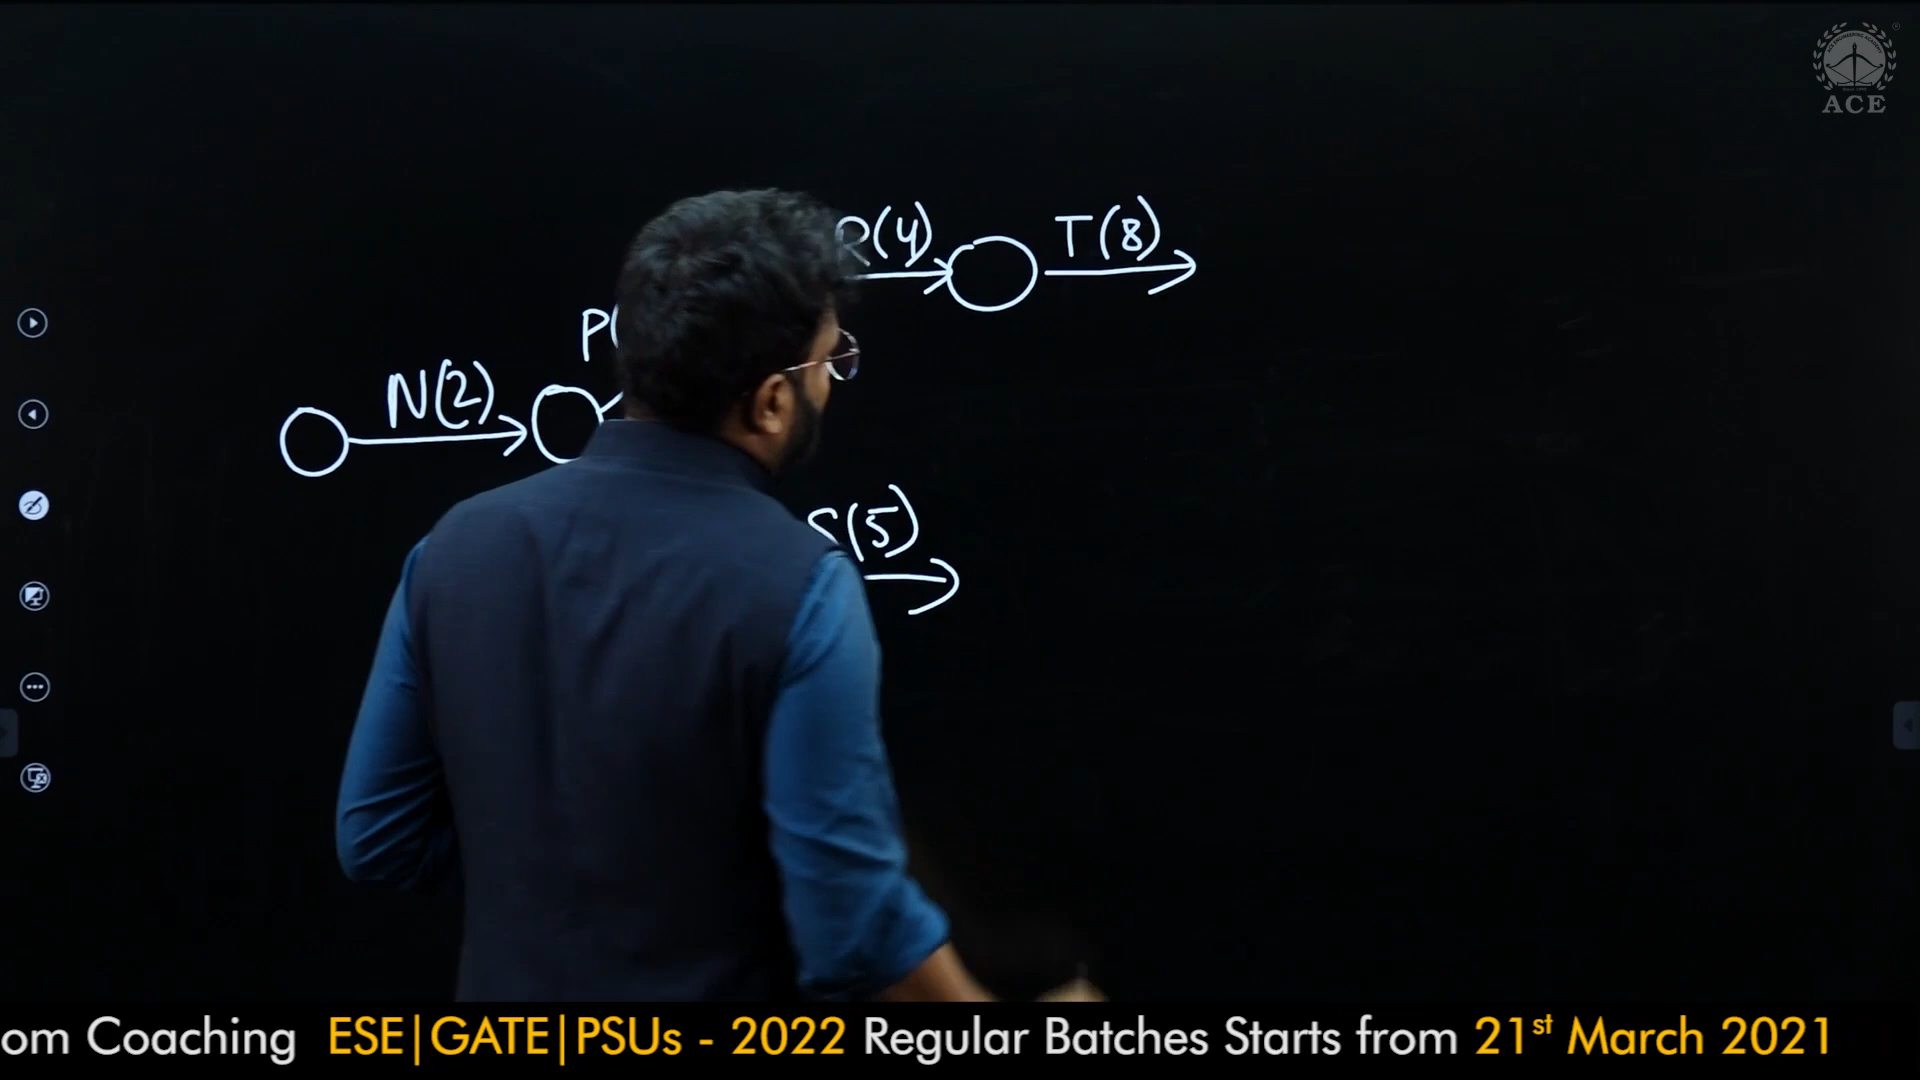 ACE
R(4)
T(8)
P(
N(2)
S(5)
om Coaching ESE|GATE|PSUs - 2022 Regular Batches Starts from 21st March 2021